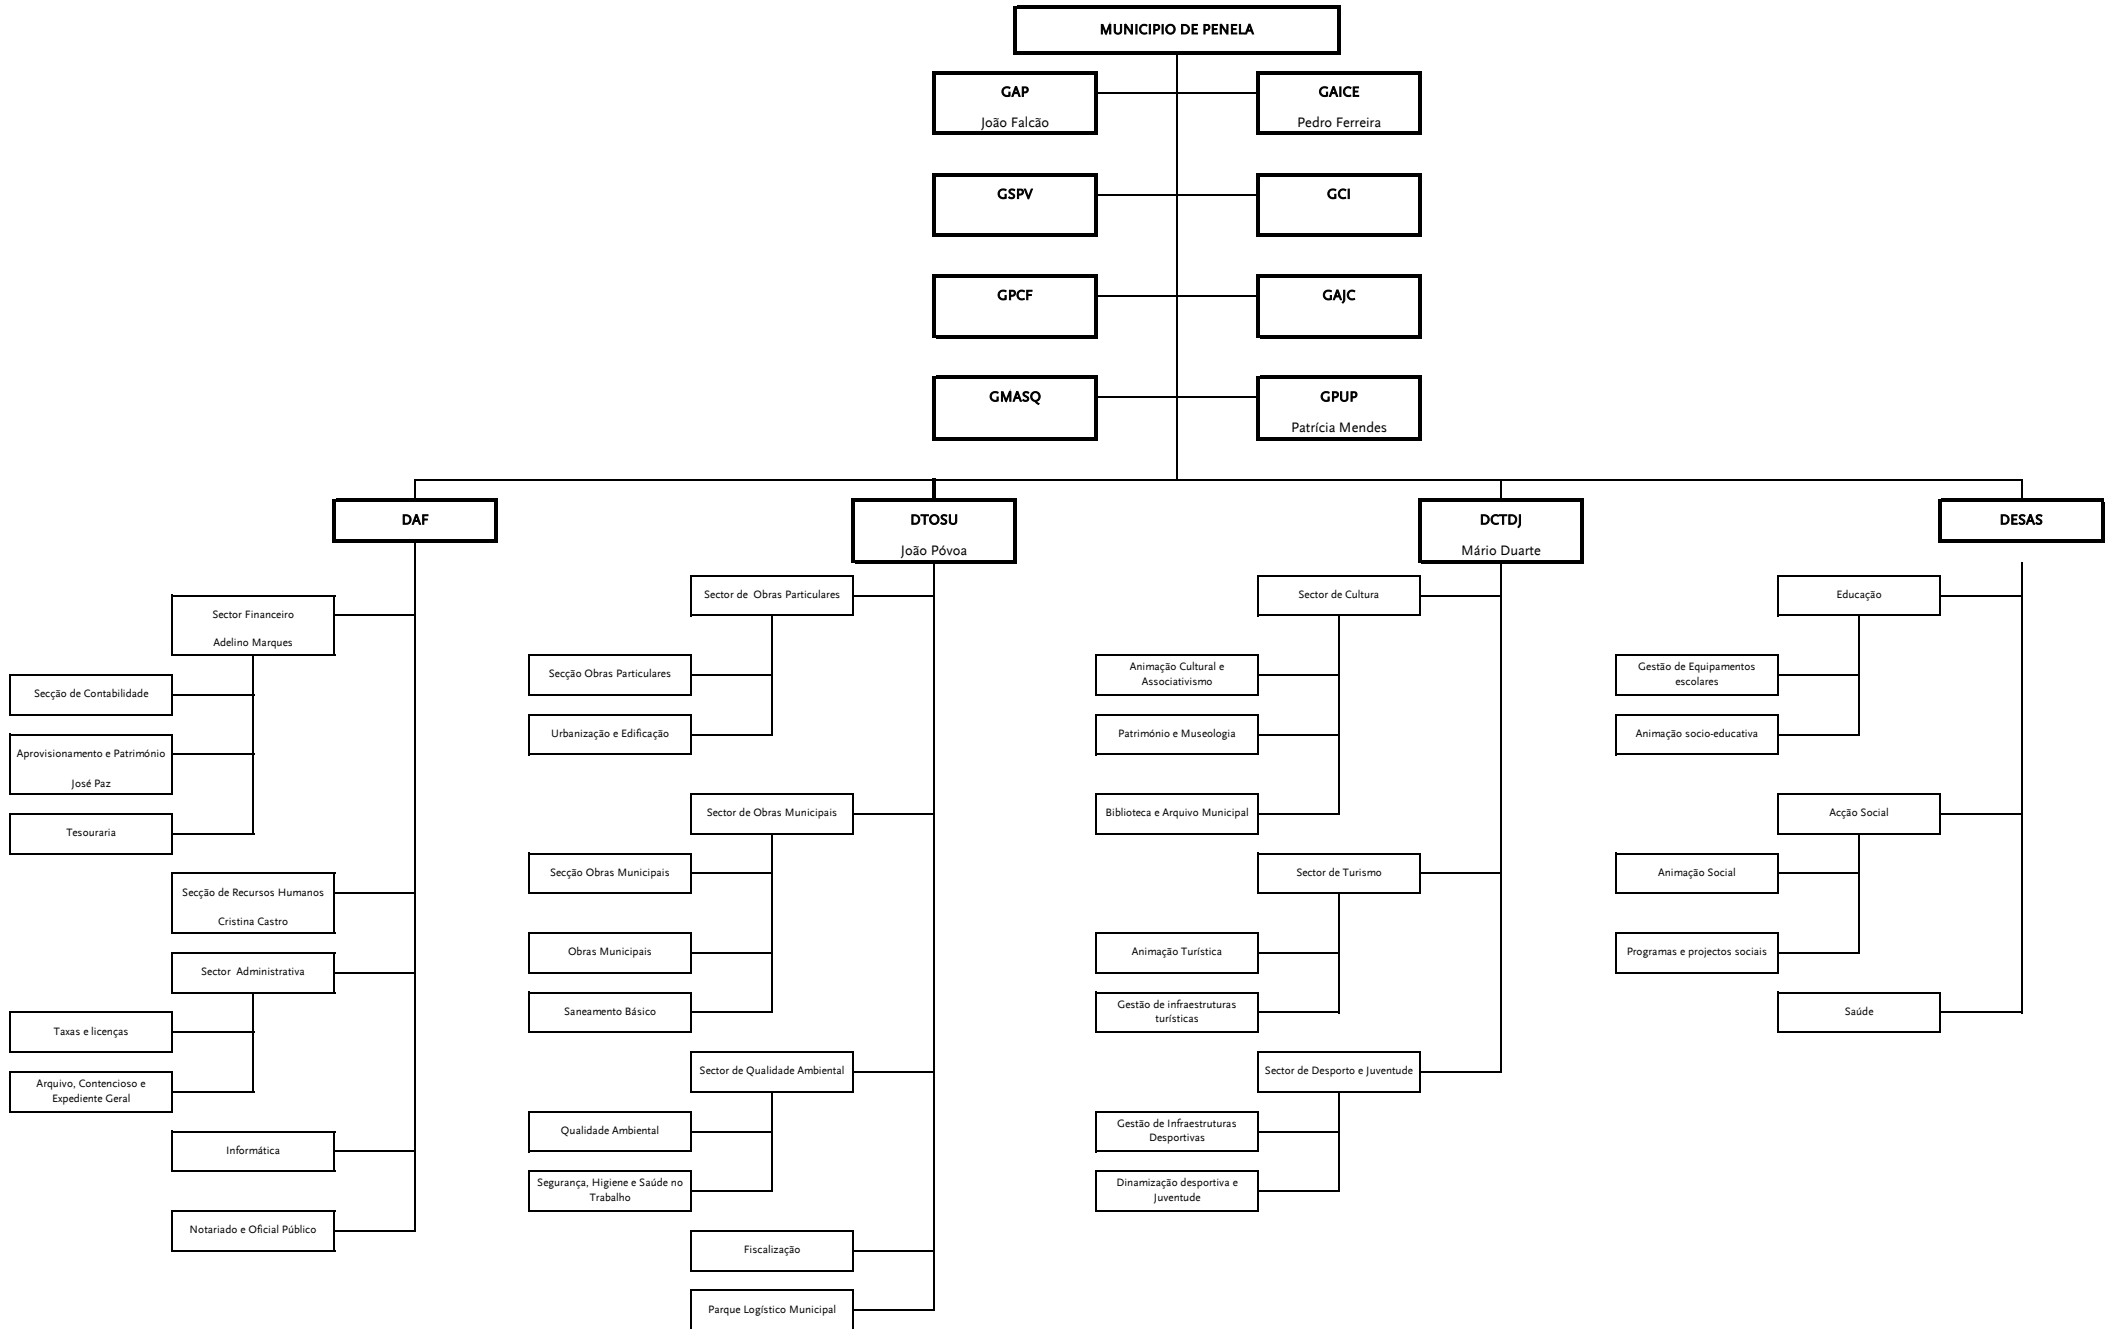 MUNICIPIO DE PENELA
GAP
João Falcão
GAICE
Pedro Ferreira
GSPV
GCI
GPCF
GAJC
GMASQ
GPUP
Patrícia Mendes
DAF
Sector Financeiro
Adelino Marques
Secção de Contabilidade
Aprovisionamento e Património
José Paz
Tesouraria
Secção de Recursos Humanos
Cristina Castro
Sector Administrativa
Taxas e licenças
Arquivo, Contencioso e
Expediente Geral
Informática
Notariado e Oficial Público
DTOSU
João Póvoa
Sector de Obras Particulares
Secção Obras Particulares
Urbanização e Edificação
Sector de Obras Municipais
Secção Obras Municipais
Obras Municipais
Saneamento Básico
Sector de Qualidade Ambiental
Qualidade Ambiental
Segurança, Higiene e Saúde no
Trabalho
Fiscalização
Parque Logístico Municipal
DCTDJ
Mário Duarte
Sector de Cultura
Animação Cultural e
Associativismo
Património e Museologia
Biblioteca e Arquivo Municipal
Sector de Turismo
Animação Turística
Gestão de infraestruturas
turísticas
Sector de Desporto e Juventude
Gestão de Infraestruturas
Desportivas
Dinamização desportiva e
Juventude
DESAS
Educação
Gestão de Equipamentos
escolares
Animação socio-educativa
Acção Social
Animação Social
Programas e projectos sociais
Saúde